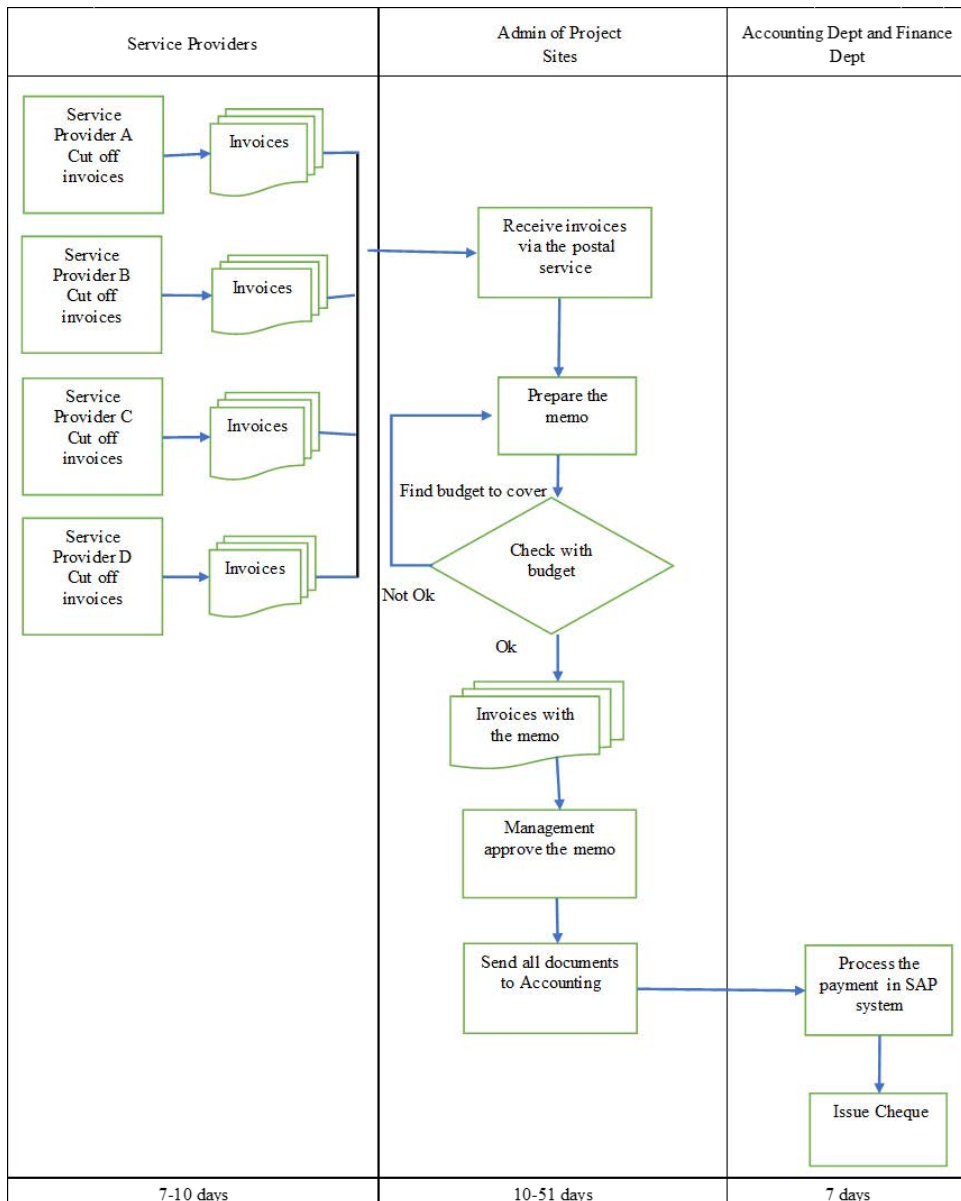 Service Providers
Admin of Project
Sites
Accounting Dept and Finance
Dept
Service
Provider A
Cut off
invoices
Invoices
Service
Provider B
Cut off
invoices
Invoices
Service
Provider C
Cut off
invoices
Invoices
Service
Provider D
Cut off
invoices
Invoices
Receive invoices
via the postal
service
Prepare the
memo
Find budget to cover
Check with
budget
Not Ok
Ok
Invoices with
the memo
Management
approve the memo
Send all documents
to Accounting
Process the
payment in SAP
system
Issue Cheque
7-10 days
10-51 days
7 days